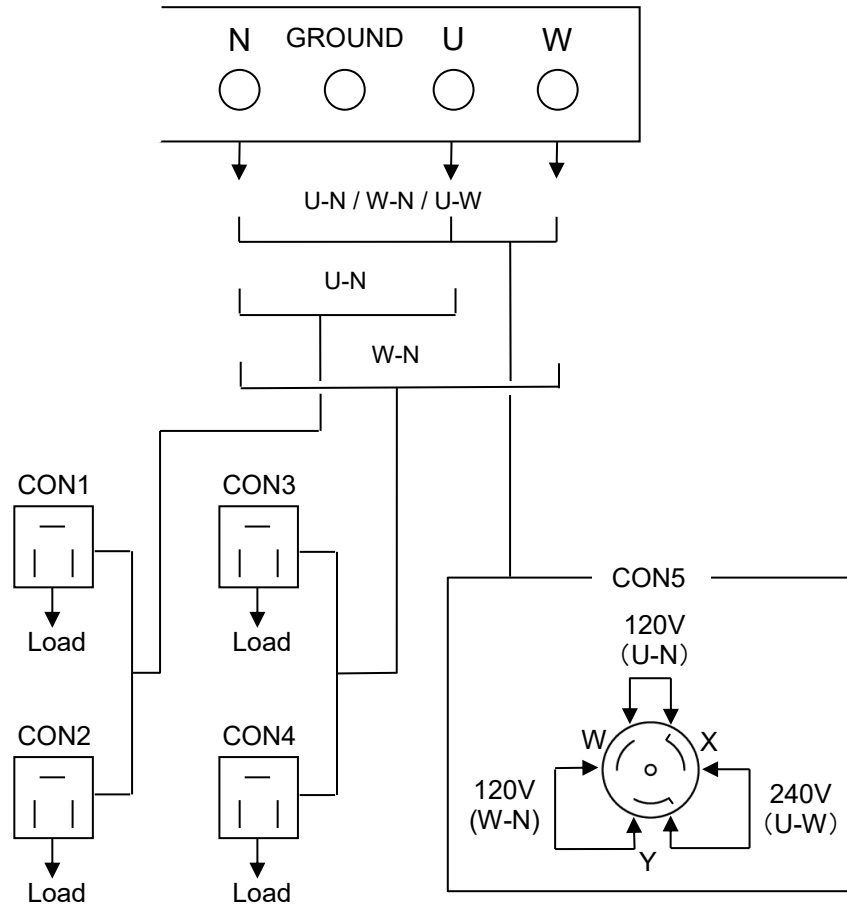 N GROUND U W
U-N / W-N / U-W
U-N
W-N
CON1 CON3
Load Load
CON2 CON4
Load Load
CON5
120V
（U-N）
W X
120V
(W-N)
240V
（U-W）
Y